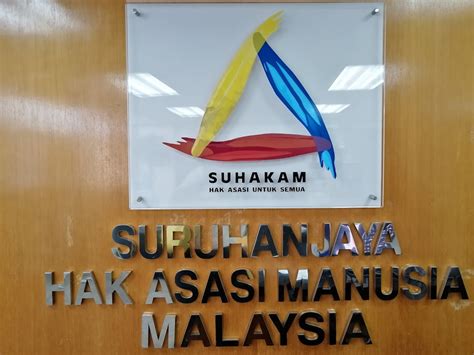 SUHAKAM
HAK ASASI UNTUK SEMUA
SURUHANJAYA
HAK ASASI MANUSIA
MALAYSIA